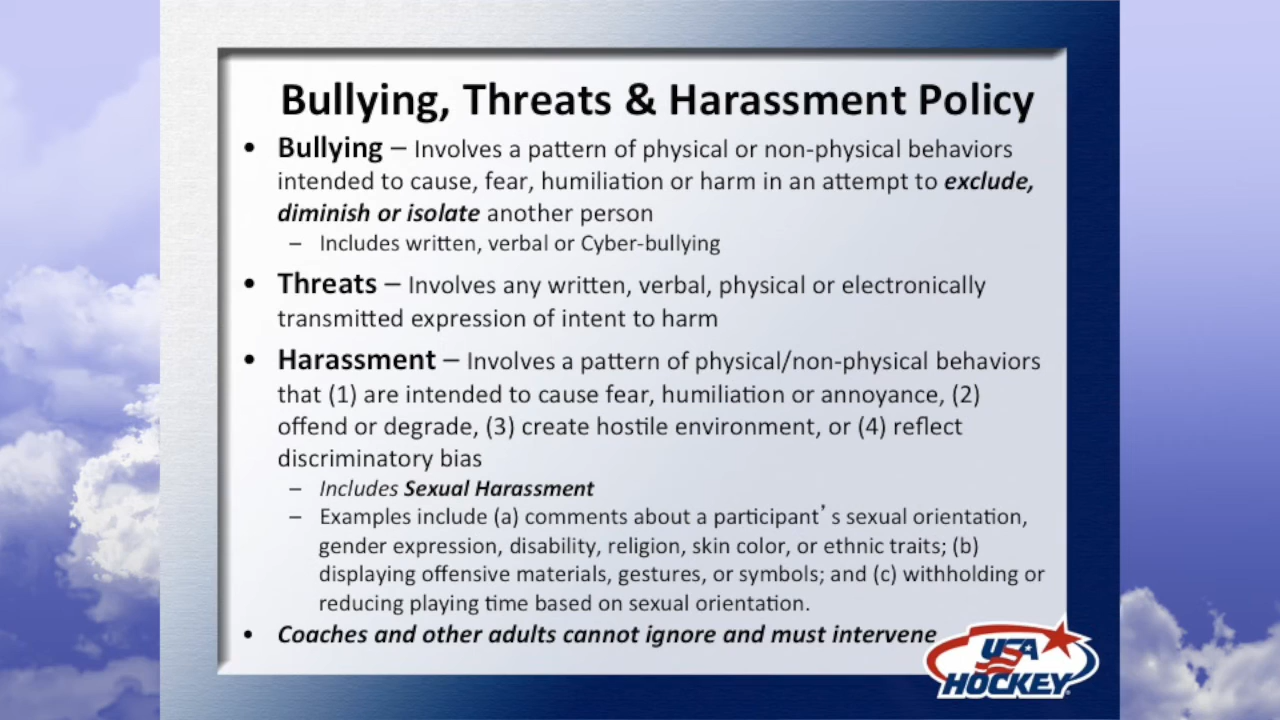 Bullying, Threats & Harassment Policy
• Bullying – Involves a pattern of physical or non-physical behaviors
intended to cause, fear, humiliation or harm in an attempt to exclude,
diminish or isolate another person
– Includes written, verbal or Cyber-bullying
• Threats – Involves any written, verbal, physical or electronically
transmitted expression of intent to harm
• Harassment – Involves a pattern of physical/non-physical behaviors
that (1) are intended to cause fear, humiliation or annoyance, (2)
offend or degrade, (3) create hostile environment, or (4) reflect
discriminatory bias
– Includes Sexual Harassment
– Examples include (a) comments about a participant's sexual orientation,
gender expression, disability, religion, skin color, or ethnic traits; (b)
displaying offensive materials, gestures, or symbols; and (c) withholding or
reducing playing time based on sexual orientation.
• Coaches and other adults cannot ignore and must intervene
USA
HOCKEY